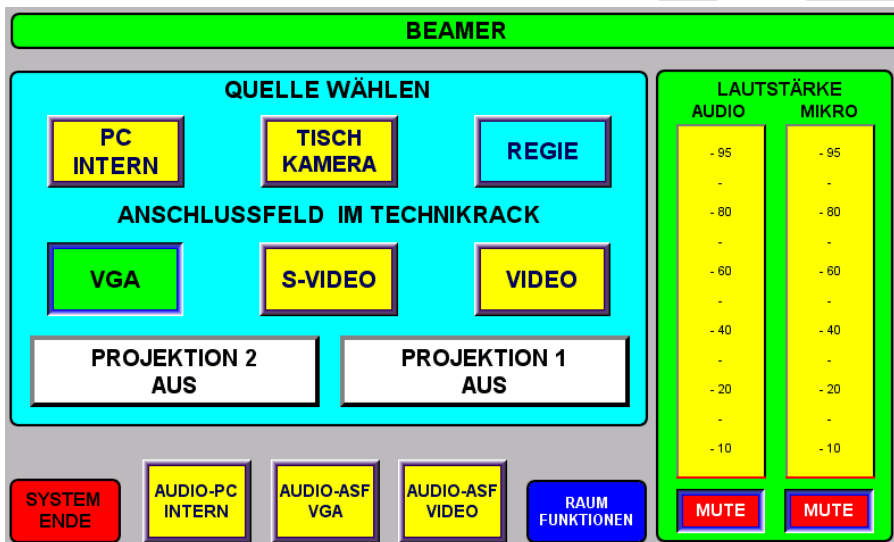 BEAMER
QUELLE WÄHLEN
PC
INTERN
TISCH
KAMERA
REGIE
ANSCHLUSSFELD IM TECHNIKRACK
VGA
S-VIDEO
VIDEO
PROJEKTION 2
AUS
PROJEKTION 1
AUS
SYSTEM
ENDE
AUDIO-PC
INTERN
AUDIO-ASF
VGA
AUDIO-ASF
VIDEO
RAUM
FUNKTIONEN
LAUTSTÄRKE
AUDIO
MIKRO
- 95
-
- 80
-
- 60
-
- 40
-
- 20
-
- 10
- 95
-
- 80
-
- 60
-
- 40
-
- 20
-
- 10
MUTE
MUTE